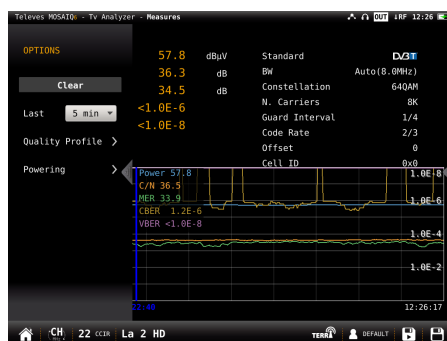 Televes MOSAIQ6 - Tv Analyzer - Measures
OUT
RF 12:26
OPTIONS
Clear
Last 5 min
Quality Profile >
Powering >
57.8 dBµV
36.3 dB
34.5 dB
<1.0E-6
<1.0E-8
Standard DVB T
BW Auto(8.0MHz)
Constellation 64QAM
N. Carriers 8K
Guard Interval 1/4
Code Rate 2/3
Offset 0
Cell ID 0x0
Power 57.8
C/N 36.5
MER 33.9
CBER 1.2E-6
VBER <1.0E-8
1.0E-8
1.0E-6
1.0E-4
1.0E-2
22:40
12:26:17
CH 22 CCIR La 2 HD
TERR
DEFAULT